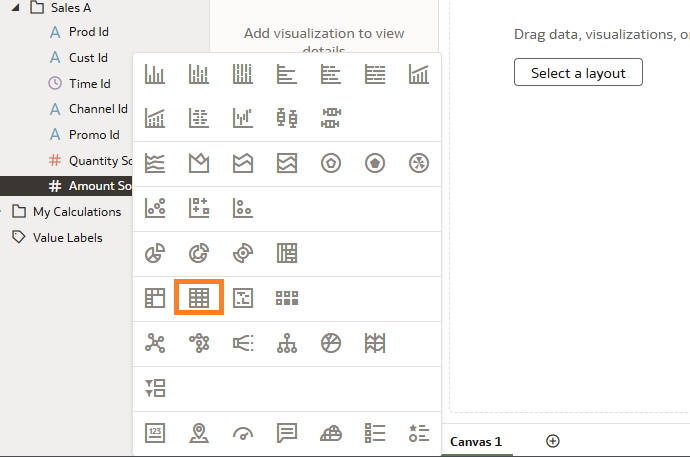 Sales A
Prod Id
Cust Id
Time Id
Channel Id
Promo Id
Quantity So
Amount So
My Calculations
Value Labels
Add visualization to view
details
123
Drag data, visualizations, o
Select a layout
Canvas 1